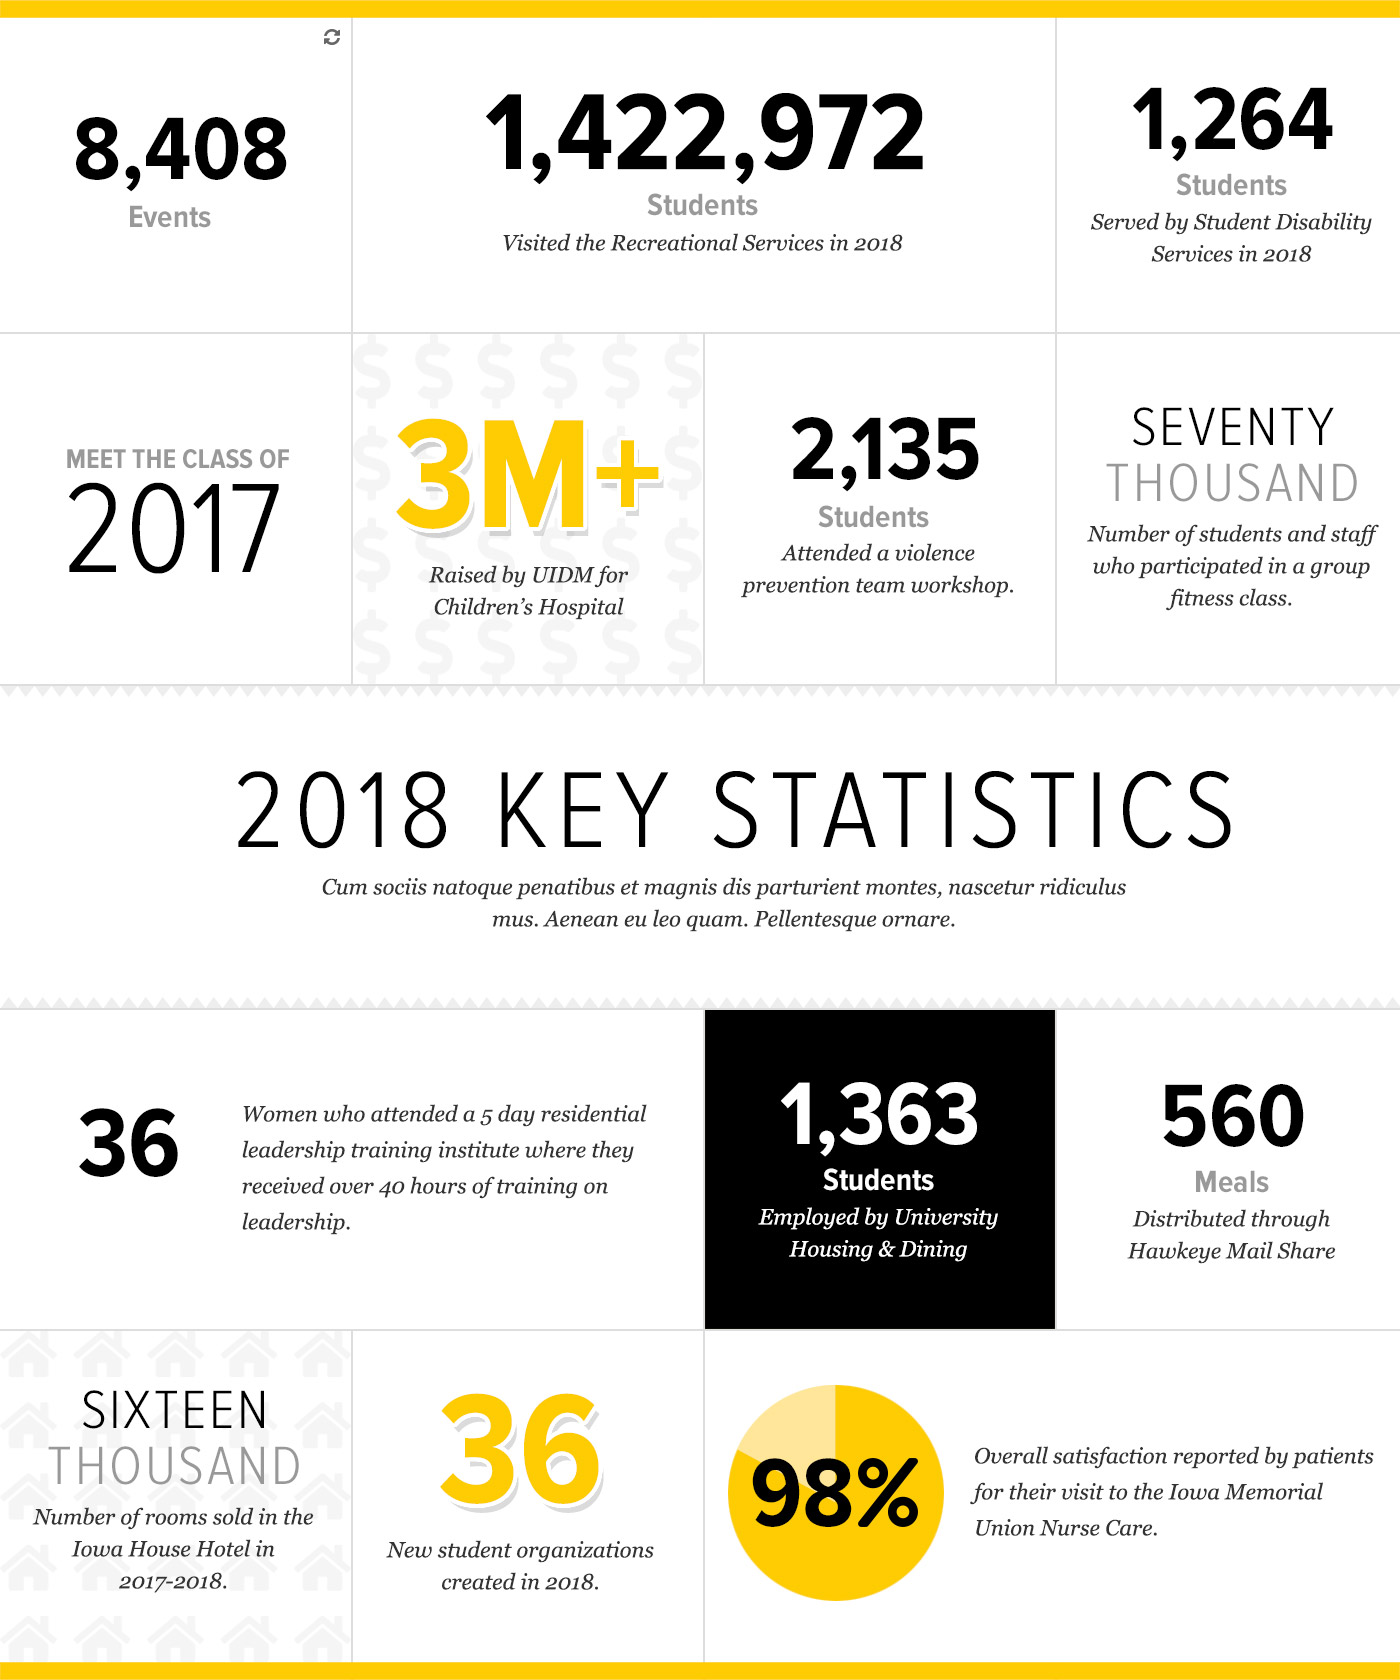 8,408
Events
1,422,972
Students
Visited the Recreational Services in 2018
1,264
Students
Served by Student Disability
Services in 2018
MEET THE CLASS OF
2017
3M+
Raised by UIDM for
Children’s Hospital
2,135
Students
Attended a violence
prevention team workshop.
SEVENTY
THOUSAND
Number of students and staff
who participated in a group
fitness class.
2018 KEY STATISTICS
Cum sociis natoque penatibus et magnis dis parturient montes, nascetur ridiculus
mus. Aenean eu leo quam. Pellentesque ornare.
36
Women who attended a 5 day residential
leadership training institute where they
received over 40 hours of training on
leadership.
1,363
Students
Employed by University
Housing & Dining
560
Meals
Distributed through
Hawkeye Mail Share
SIXTEEN
THOUSAND
Number of rooms sold in the
Iowa House Hotel in
2017-2018.
36
New student organizations
created in 2018.
98%
Overall satisfaction reported by patients
for their visit to the Iowa Memorial
Union Nurse Care.